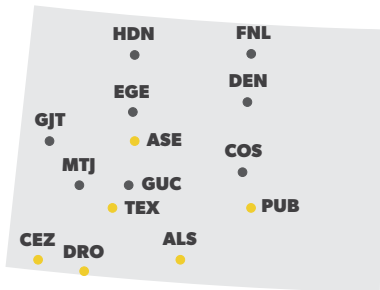 HDN
FNL
DEN
EGE
GJT
ASE
COS
MTJ
GUC
TEX
PUB
CEZ
DRO
ALS